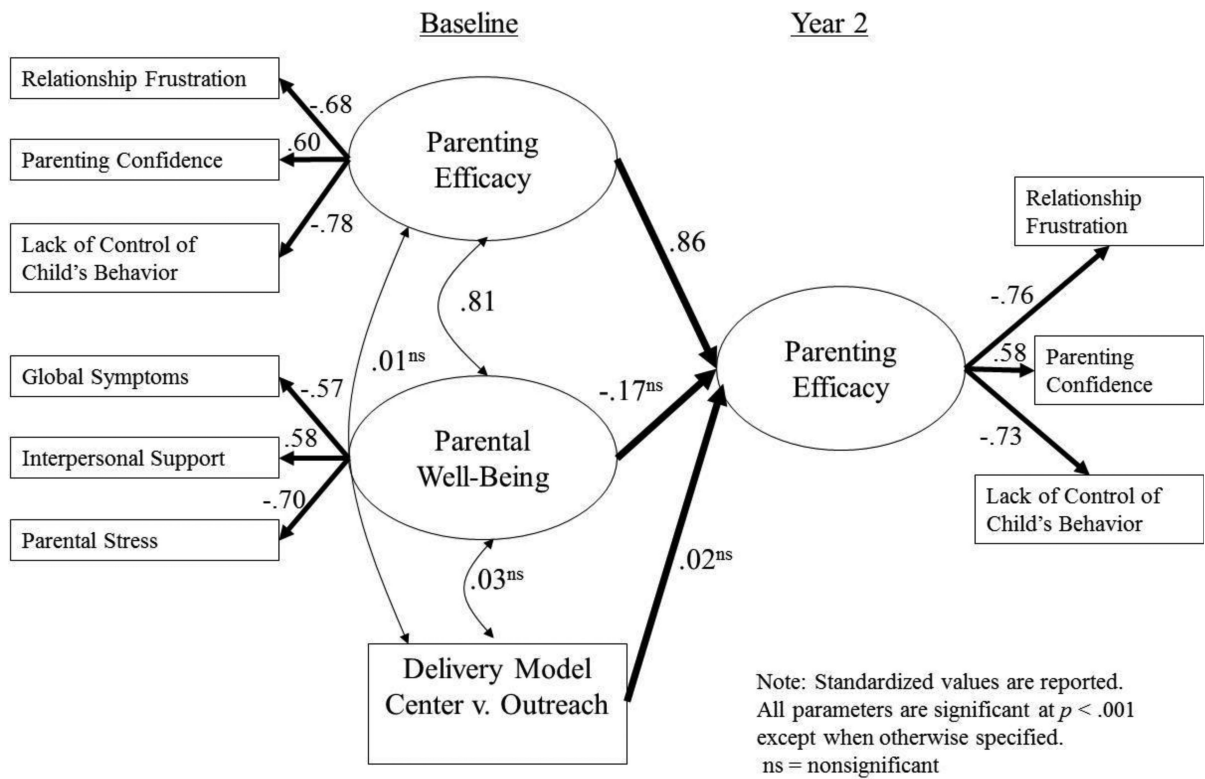 Baseline
Year 2
Relationship Frustration
-.68
Parenting Confidence
.60
Lack of Control of
Child’s Behavior
-.78
Parenting
Efficacy
.86
.81
.01ns
Global Symptoms
-.57
Interpersonal Support
.58
Parental Stress
-.70
Parental
Well-Being
-.17ns
.03ns
Delivery Model
Center v. Outreach
.02ns
Parenting
Efficacy
Relationship
Frustration
-.76
.58
Parenting
Confidence
-.73
Lack of Control of
Child’s Behavior
Note: Standardized values are reported.
All parameters are significant at p < .001
except when otherwise specified.
ns = nonsignificant